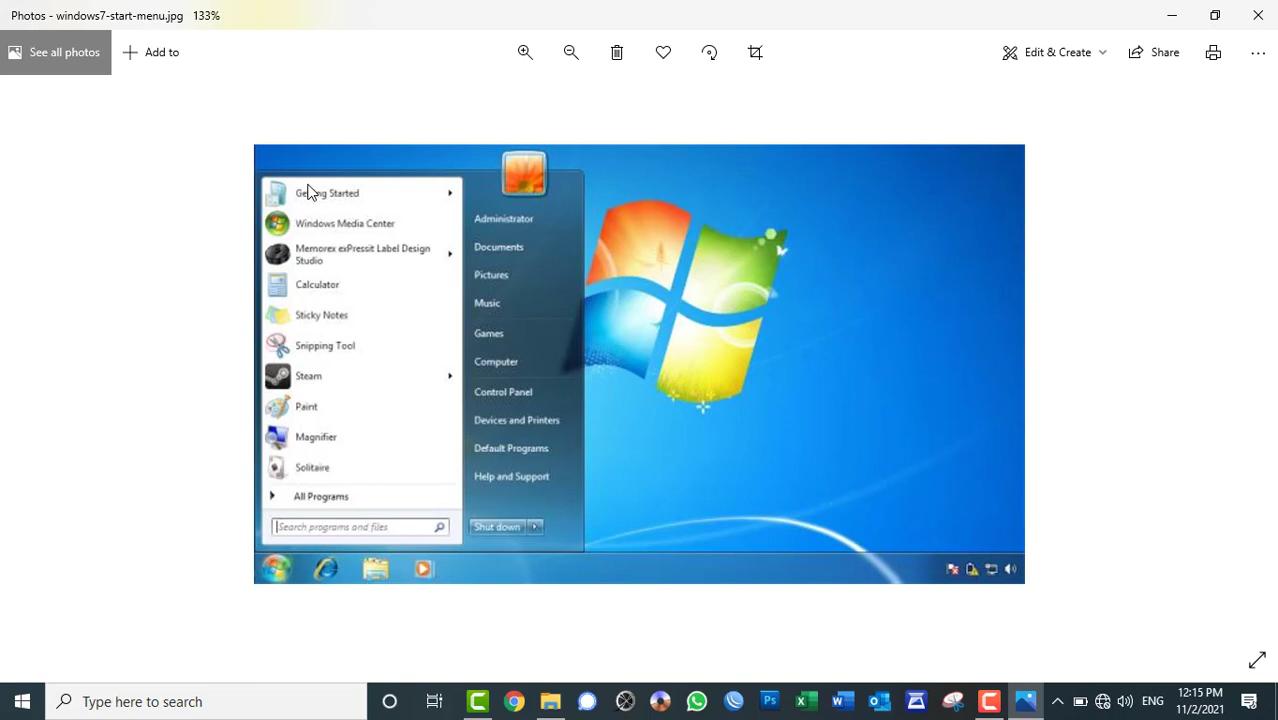 Photos - windows7-start-menu.jpg 133%
See all photos
Add to
Edit & Create
Share
Getting Started
Windows Media Center
Memorex exPressit Label Design
Studio
Calculator
Sticky Notes
Snipping Tool
Steam
Paint
Magnifier
Solitaire
All Programs
Search programs and files
Administrator
Documents
Pictures
Music
Games
Computer
Control Panel
Devices and Printers
Default Programs
Help and Support
Shut down
Type here to search
Ps
ENG
12:15 PM
11/2/2021